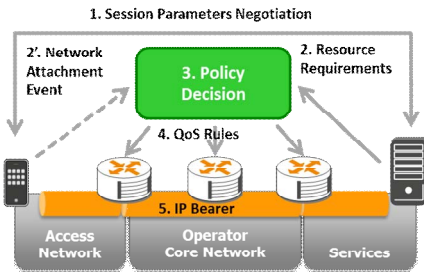 1. Session Parameters Negotiation
2'. Network
Attachment
Event
2. Resource
Requirements
3. Policy
Decision
4. QoS Rules
5. IP Bearer
Access
Network
Operator
Core Network
Services